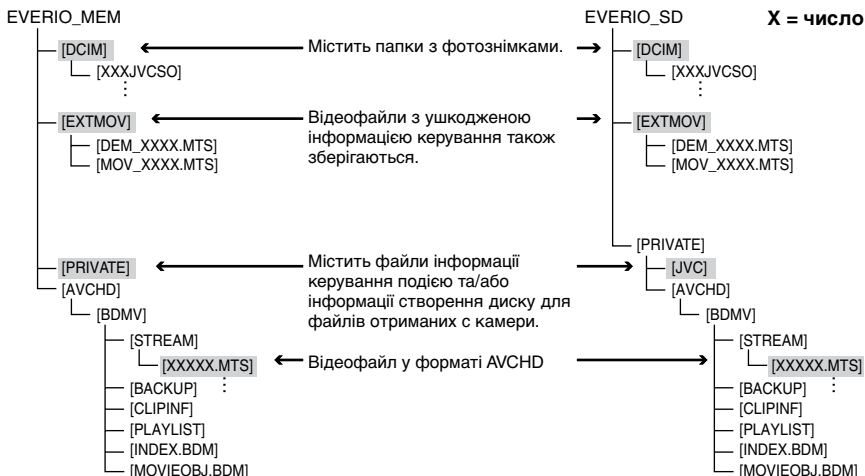 EVERIO_MEM
EVERIO_SD
X = число
[DCIM]
Містить папки з фотознімками.
[DCIM]
[XXXJVCSO]
[XXXJVCSO]
[EXTMOV]
Відеофайли з ушкодженою
інформацією керування також
зберігаються.
[EXTMOV]
[DEM_XXXX.MTS]
[DEM_XXXX.MTS]
[MOV_XXXX.MTS]
[MOV_XXXX.MTS]
[PRIVATE]
[PRIVATE]
Містить файли інформації
керування подією та/або
інформації створення диску для
файлів отриманих с камери.
[JVC]
[AVCHD]
[AVCHD]
[BDMV]
[BDMV]
[STREAM]
[STREAM]
[XXXXX.MTS]
Відеофайл у форматі AVCHD
[XXXXX.MTS]
[BACKUP]
[BACKUP]
[CLIPINF]
[CLIPINF]
[PLAYLIST]
[PLAYLIST]
[INDEX.BDM]
[INDEX.BDM]
[MOVIEOBJ.BDM]
[MOVIEOBJ.BDM]